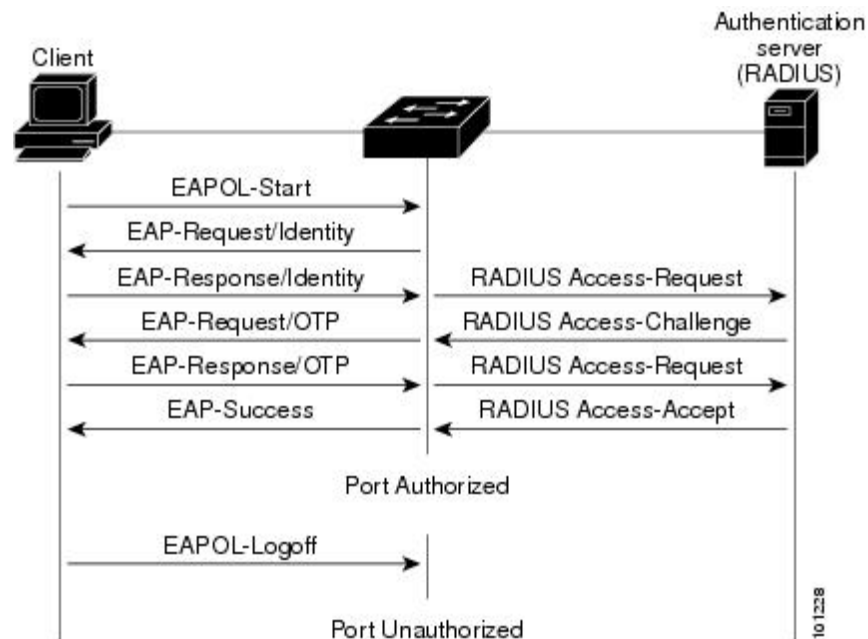 Client
Authentication
server
(RADIUS)
EAPOL-Start
EAP-Request/Identity
EAP-Response/Identity
RADIUS Access-Request
EAP-Request/OTP
RADIUS Access-Challenge
EAP-Response/OTP
RADIUS Access-Request
EAP-Success
RADIUS Access-Accept
Port Authorized
EAPOL-Logoff
Port Unauthorized
101228